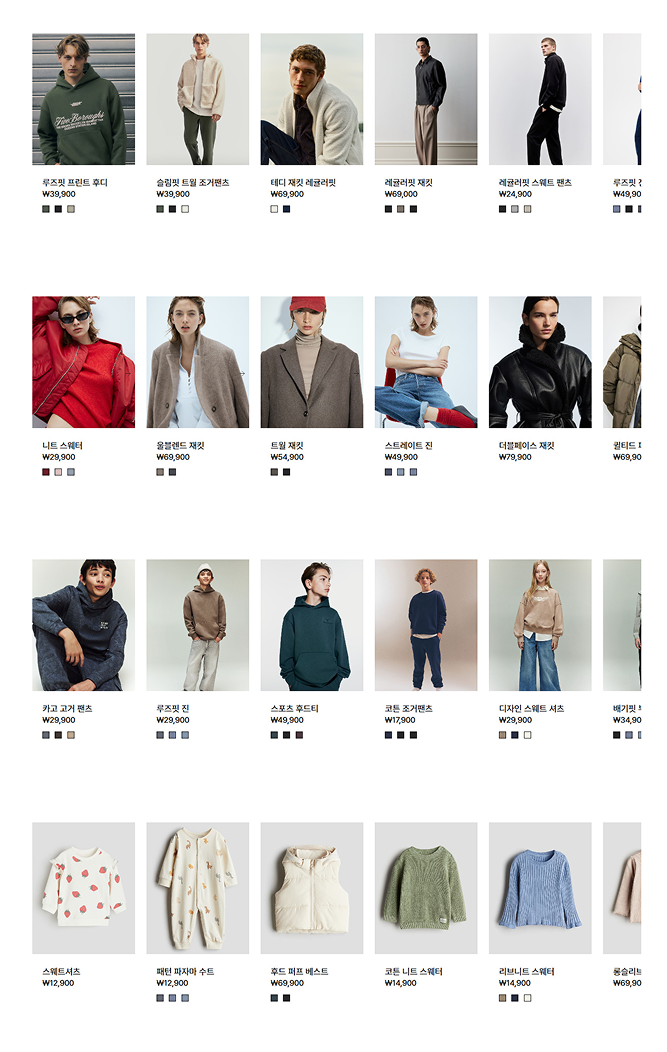 Five Boroughs
루즈핏 프린트 후디
₩39,900
슬림핏 트윌 조거팬츠
₩39,900
테디 재킷 레귤러핏
₩69,900
레귤러핏 재킷
₩69,000
레귤러핏 스웨트 팬츠
₩24,900
루즈핏
₩49,90
니트 스웨터
₩29,900
울블렌드 재킷
₩69,900
트윌 재킷
₩54,900
스트레이트 진
₩49,900
더블페이스 재킷
₩79,900
퀼티드
₩69,90
카고 고거 팬츠
₩29,900
루즈핏 진
₩29,900
스포츠 후드티
₩49,900
코튼 조거팬츠
₩17,900
디자인 스웨트 셔츠
₩29,900
배기핏
₩34,90
스웨트셔츠
₩12,900
패턴 파자마 수트
₩12,900
후드 퍼프 베스트
₩69,900
코튼 니트 스웨터
₩14,900
리브니트 스웨터
₩14,900
롱슬리브
₩69,90